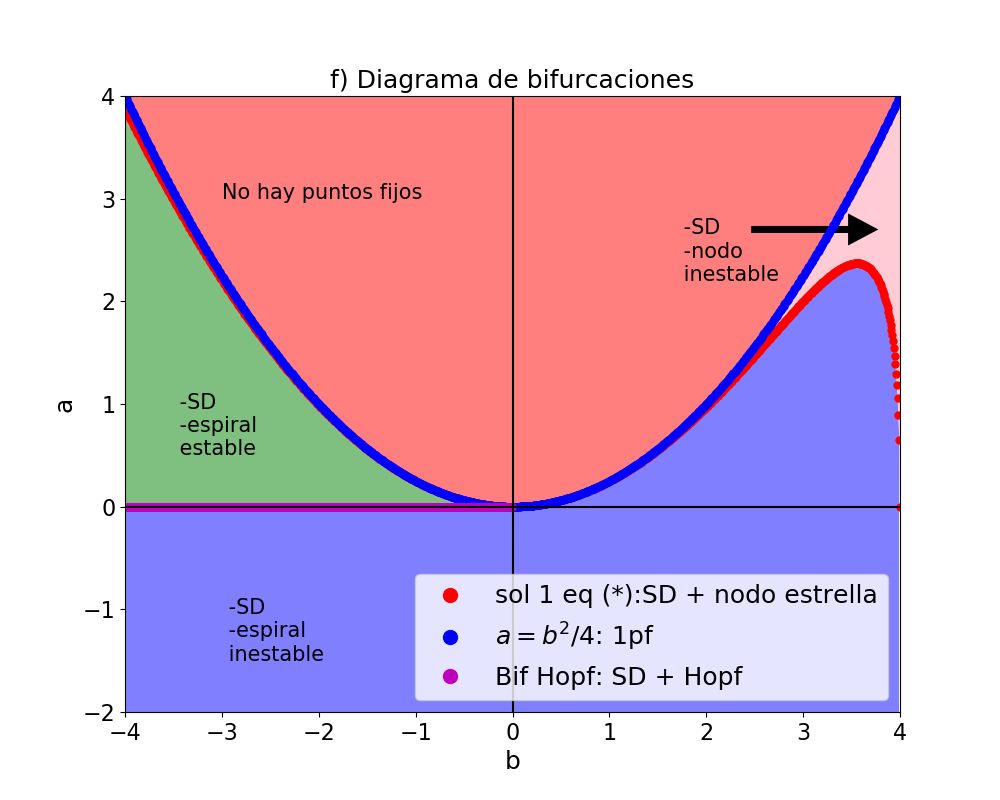 f) Diagrama de bifurcaciones
4
3
2
1
0
−1
−2
a
No hay puntos fijos
-SD
-nodo
inestable
-SD
-espiral
estable
-SD
-espiral
inestable
sol 1 eq (*):SD + nodo estrella
a = b²/4: 1pf
Bif Hopf: SD + Hopf
−4 −3 −2 −1 0 1 2 3 4
b